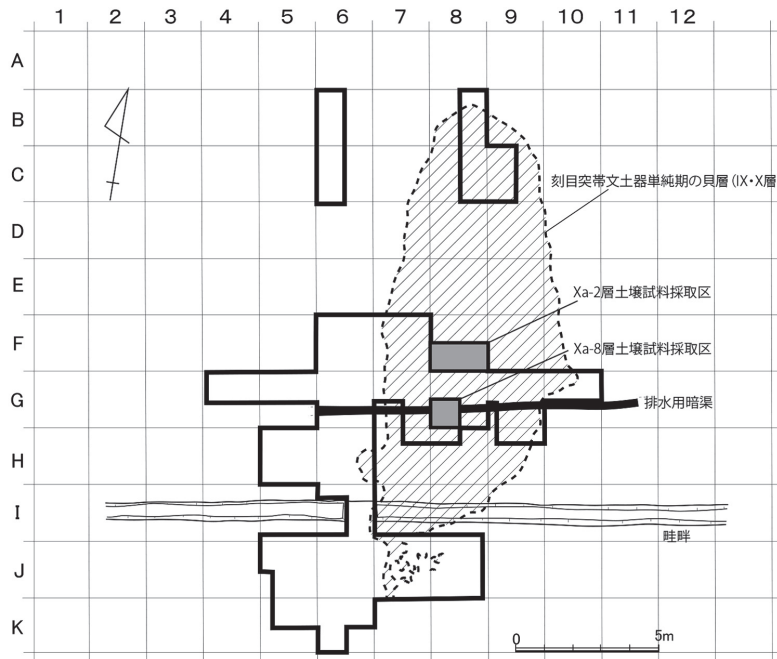 1 2 3 4 5 6 7 8 9 10 11 12
A
B
C
刻目突帯文土器単純期の貝層(IX・X層
D
E
Xa-2層土壌試料採取区
F
Xa-8層土壌試料採取区
G
排水用暗渠
H
I
畦畔
J
K
0 5m